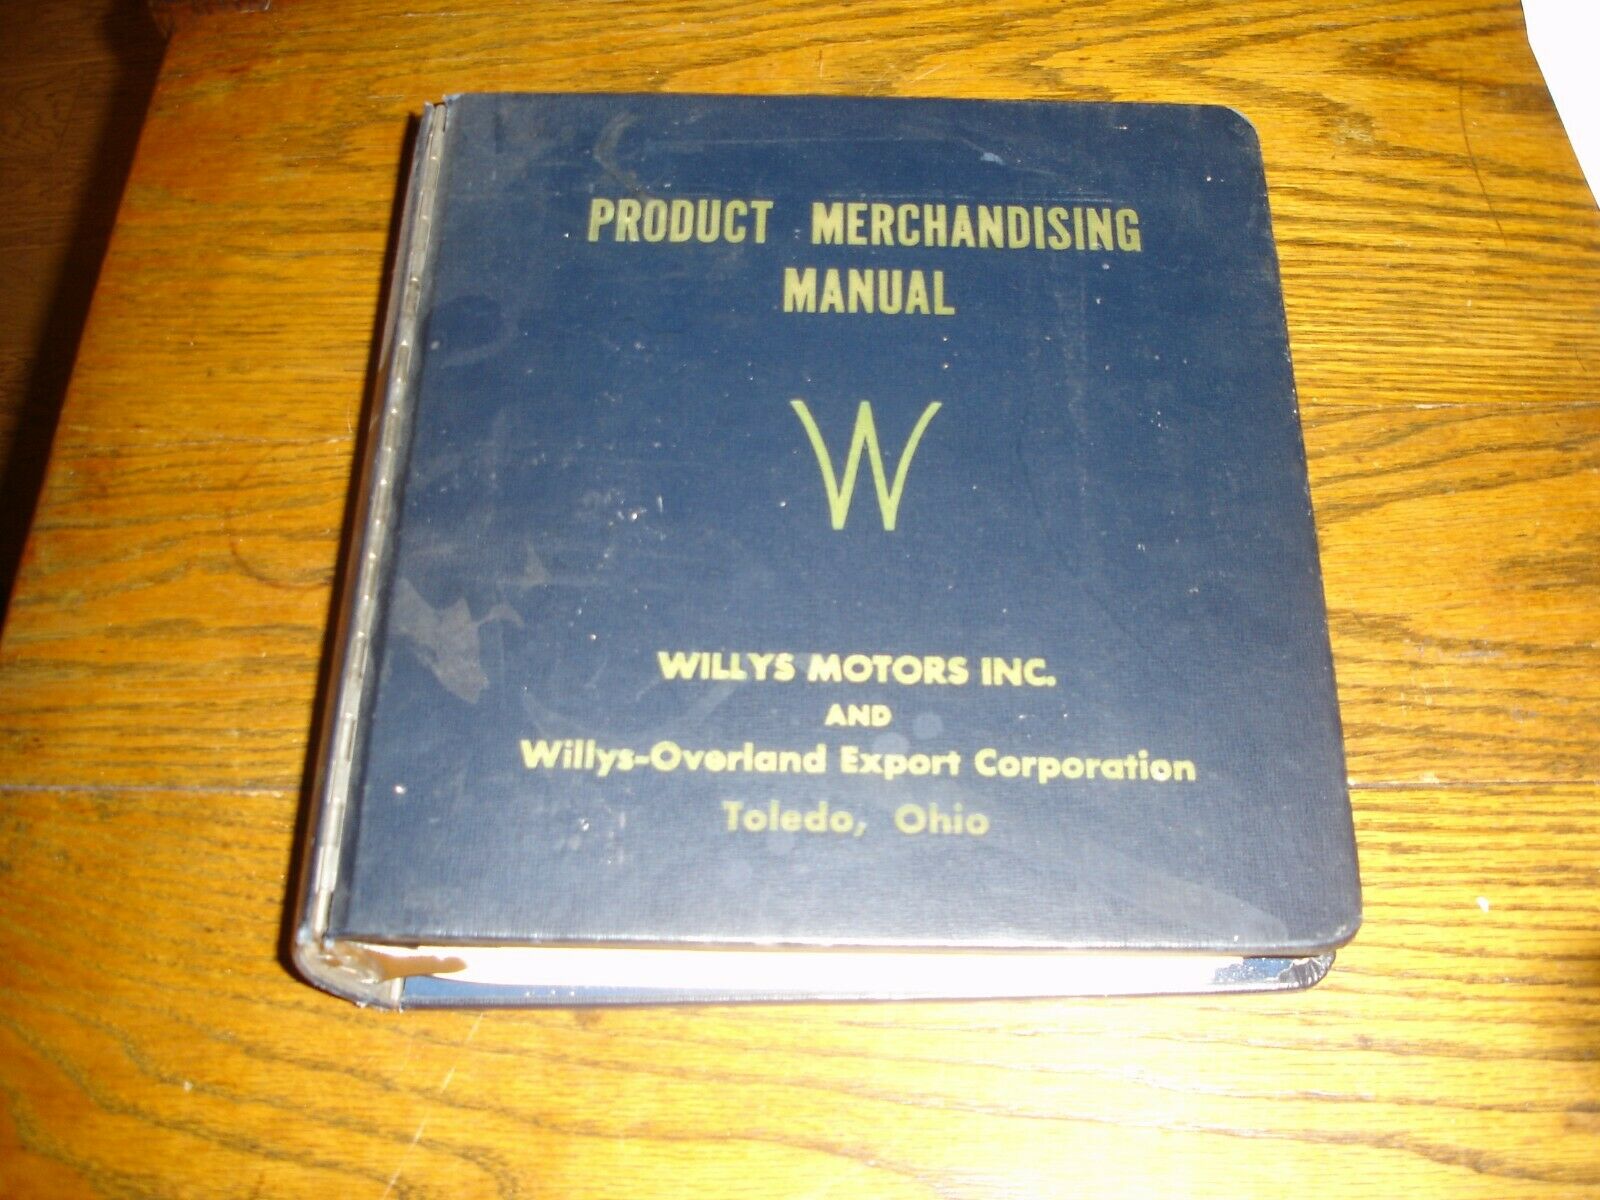 PRODUCT MERCHANDISING
MANUAL
W
WILLYS MOTORS INC.
AND
Willys-Overland Export Corporation
Toledo, Ohio